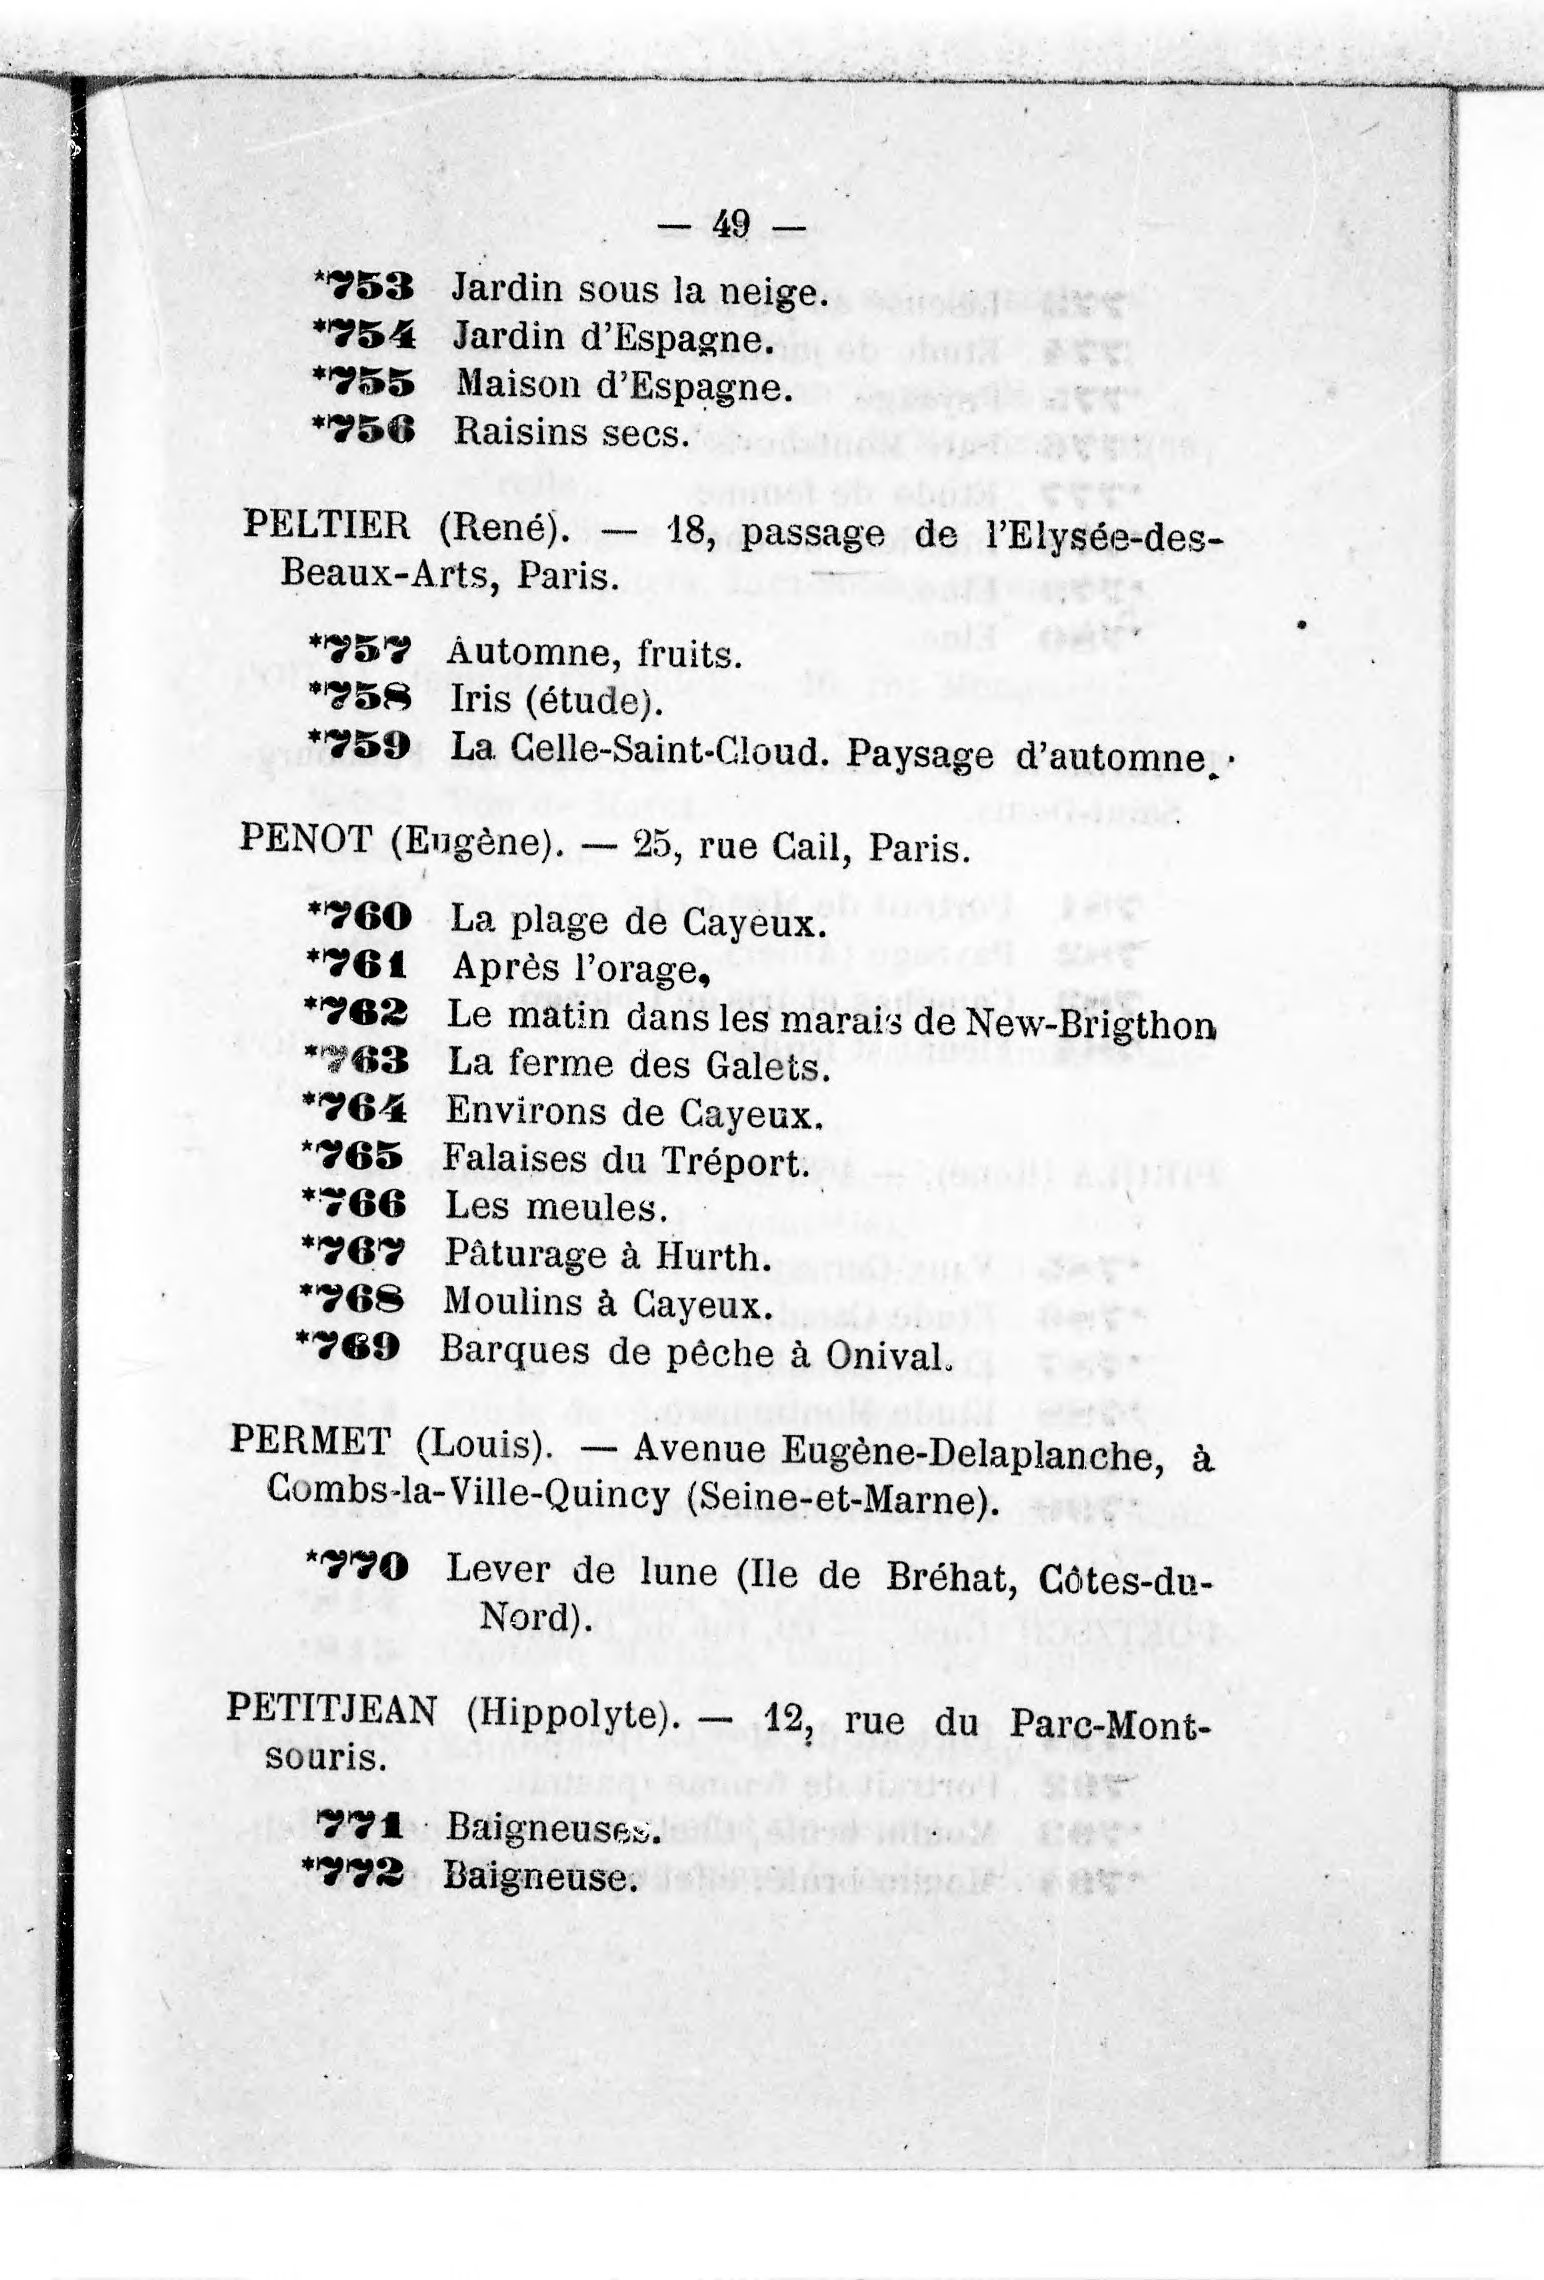 — 49 —
*753 Jardin sous la neige.
*754 Jardin d'Espagne.
*755 Maison d'Espagne.
*756 Raisins secs.
PELTIER (René). — 18, passage de l'Elysée-des-
Beaux-Arts, Paris.
*757 Automne, fruits.
*758 Iris (étude).
*759 La Celle-Saint-Cloud. Paysage d'automne.
PENOT (Eugène). — 25, rue Cail, Paris.
*760 La plage de Cayeux.
*761 Après l'orage,
*762 Le matin dans les marais de New-Brigthon
*763 La ferme des Galets.
*764 Environs de Cayeux.
*765 Falaises du Tréport.
*766 Les meules.
*767 Pâturage à Hurth.
*768 Moulins à Cayeux.
*769 Barques de pêche à Onival.
PERMET (Louis). — Avenue Eugène-Delaplanche, à
Combs-la-Ville-Quincy (Seine-et-Marne).
*770 Lever de lune (Ile de Bréhat, Côtes-du-
Nord).
PETITJEAN (Hippolyte). — 12, rue du Parc-Mont-
souris.
771 Baigneuses.
*772 Baigneuse.